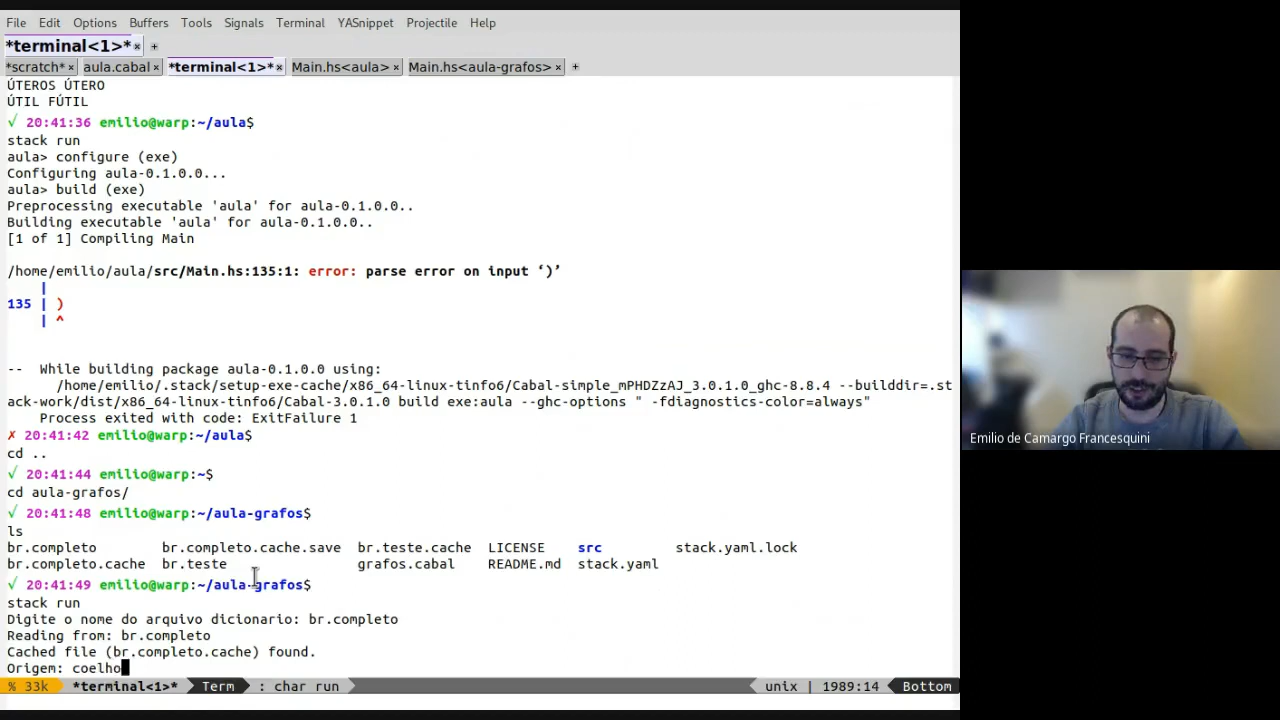 File Edit Options Buffers Tools Signals Terminal YASnippet Projectile Help
*terminal<1>* × +
*scratch* × aula.cabal × *terminal<1>* × Main.hs<aula> × Main.hs<aula-grafos> × +
ÚTEROS ÚTERO
ÚTIL FÚTIL
√ 20:41:36 emilio@warp:~/aula$
stack run
aula> configure (exe)
Configuring aula-0.1.0.0...
aula> build (exe)
Preprocessing executable 'aula' for aula-0.1.0.0..
Building executable 'aula' for aula-0.1.0.0..
[1 of 1] Compiling Main
/home/emilio/aula/src/Main.hs:135:1: error: parse error on input ‘)’
|
135 | )
| ^
-- While building package aula-0.1.0.0 using:
/home/emilio/.stack/setup-exe-cache/x86_64-linux-tinfo6/Cabal-simple_mPHDZzAJ_3.0.1.0_ghc-8.8.4 --builddir=.st
ack-work/dist/x86_64-linux-tinfo6/Cabal-3.0.1.0 build exe:aula --ghc-options " -fdiagnostics-color=always"
Process exited with code: ExitFailure 1
✗ 20:41:42 emilio@warp:~/aula$
cd ..
√ 20:41:44 emilio@warp:~$
cd aula-grafos/
√ 20:41:48 emilio@warp:~/aula-grafos$
ls
br.completo br.completo.cache.save br.teste.cache LICENSE src stack.yaml.lock
br.completo.cache br.teste grafos.cabal README.md stack.yaml
√ 20:41:49 emilio@warp:~/aula-grafos$
stack run
Digite o nome do arquivo dicionario: br.completo
Reading from: br.completo
Cached file (br.completo.cache) found.
Origem: coelho
% 33k *terminal<1>* Term : char run unix | 1989:14 Bottom
Emilio de Camargo Francesquini